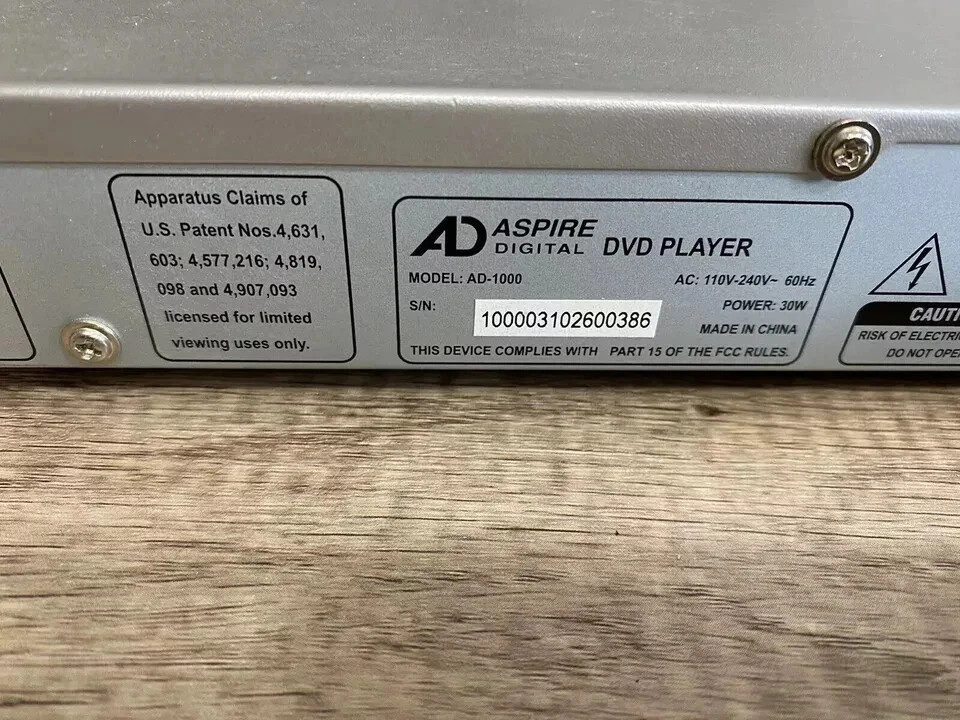 Apparatus Claims of
U.S. Patent Nos.4,631,
603; 4,577,216; 4,819,
098 and 4,907,093
licensed for limited
viewing uses only.
AD ASPIRE DIGITAL DVD PLAYER
MODEL: AD-1000 AC: 110V-240V~ 60Hz
S/N: 100003102600386 POWER: 30W
MADE IN CHINA
THIS DEVICE COMPLIES WITH PART 15 OF THE FCC RULES.
CAUTI
RISK OF ELECTRI
DO NOT OPE